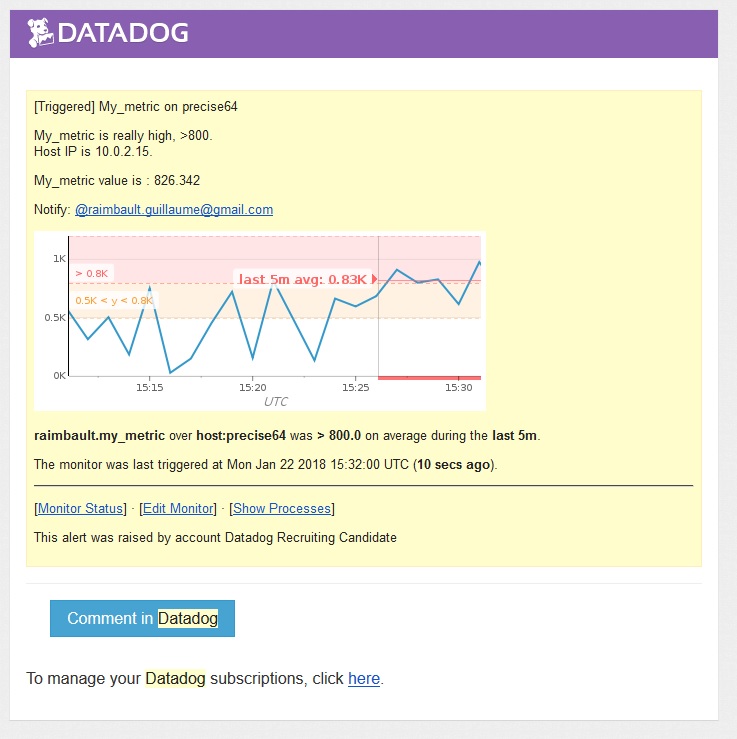 DATADOG
[Triggered] My_metric on precise64
My_metric is really high, >800.
Host IP is 10.0.2.15.
My_metric value is : 826.342
Notify: @raimbault.guillaume@gmail.com
1K
> 0.8K
last 5m avg: 0.83K
0.5K < y < 0.8K
0.5K
0K
15:15 15:20 15:25 15:30
UTC
raimbault.my_metric over host:precise64 was > 800.0 on average during the last 5m.
The monitor was last triggered at Mon Jan 22 2018 15:32:00 UTC (10 secs ago).
[Monitor Status] · [Edit Monitor] · [Show Processes]
This alert was raised by account Datadog Recruiting Candidate
Comment in Datadog
To manage your Datadog subscriptions, click here.